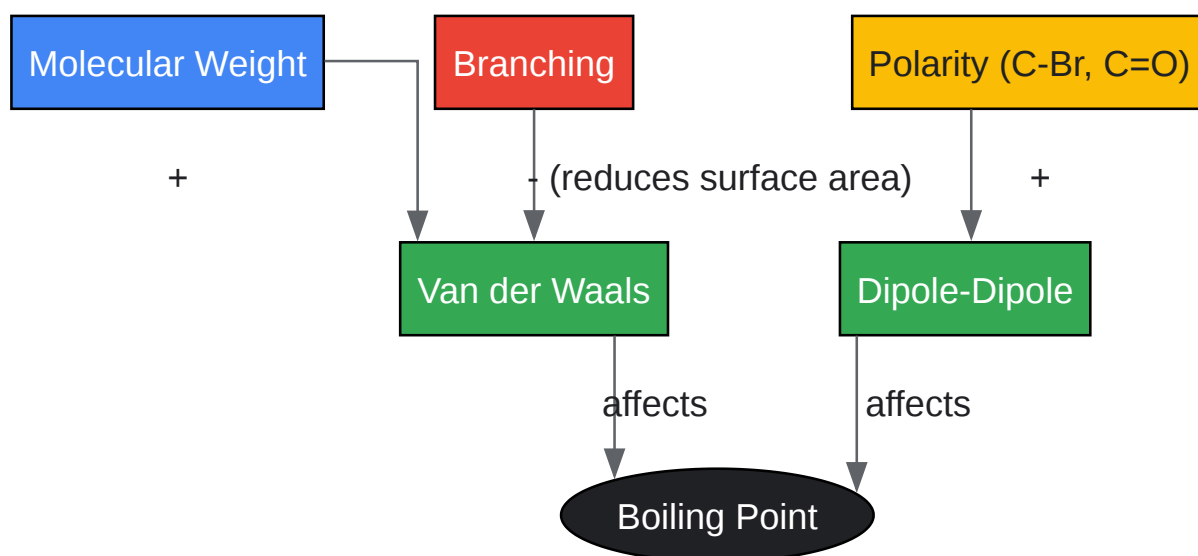 Molecular Weight
Branching
Polarity (C-Br, C=O)
+
- (reduces surface area)
+
Van der Waals
Dipole-Dipole
affects
affects
Boiling Point